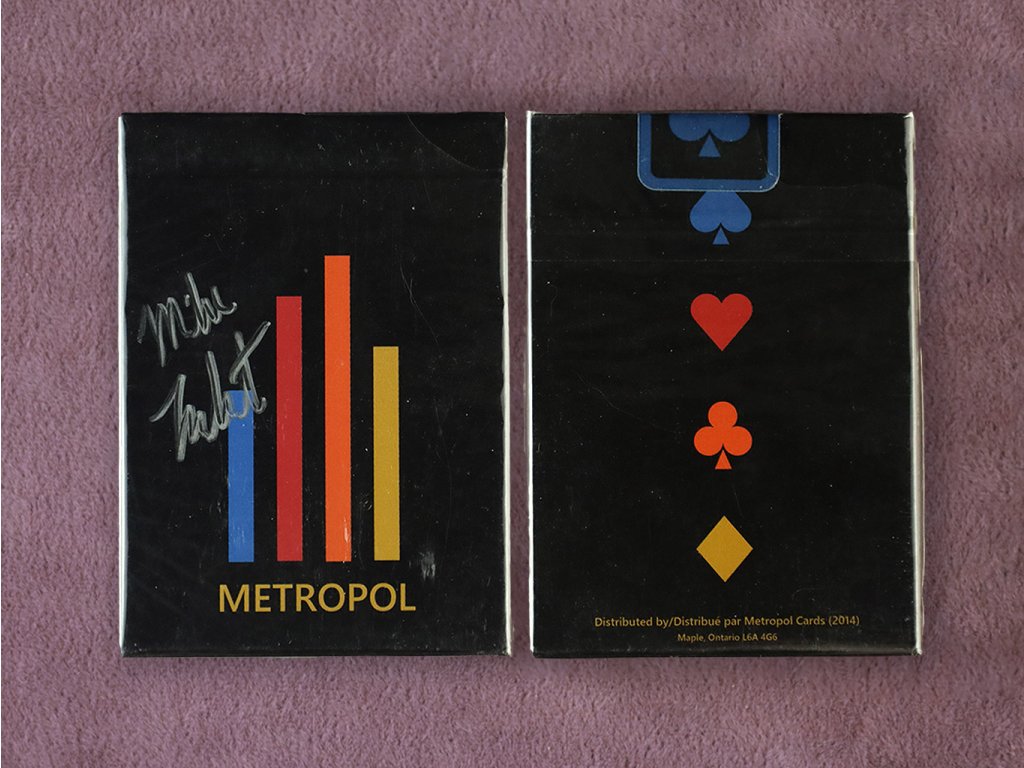 Mike
METROPOL
Distributed by/Distribué par Metropol Cards (2014)
Maple, Ontario L6A 4G6